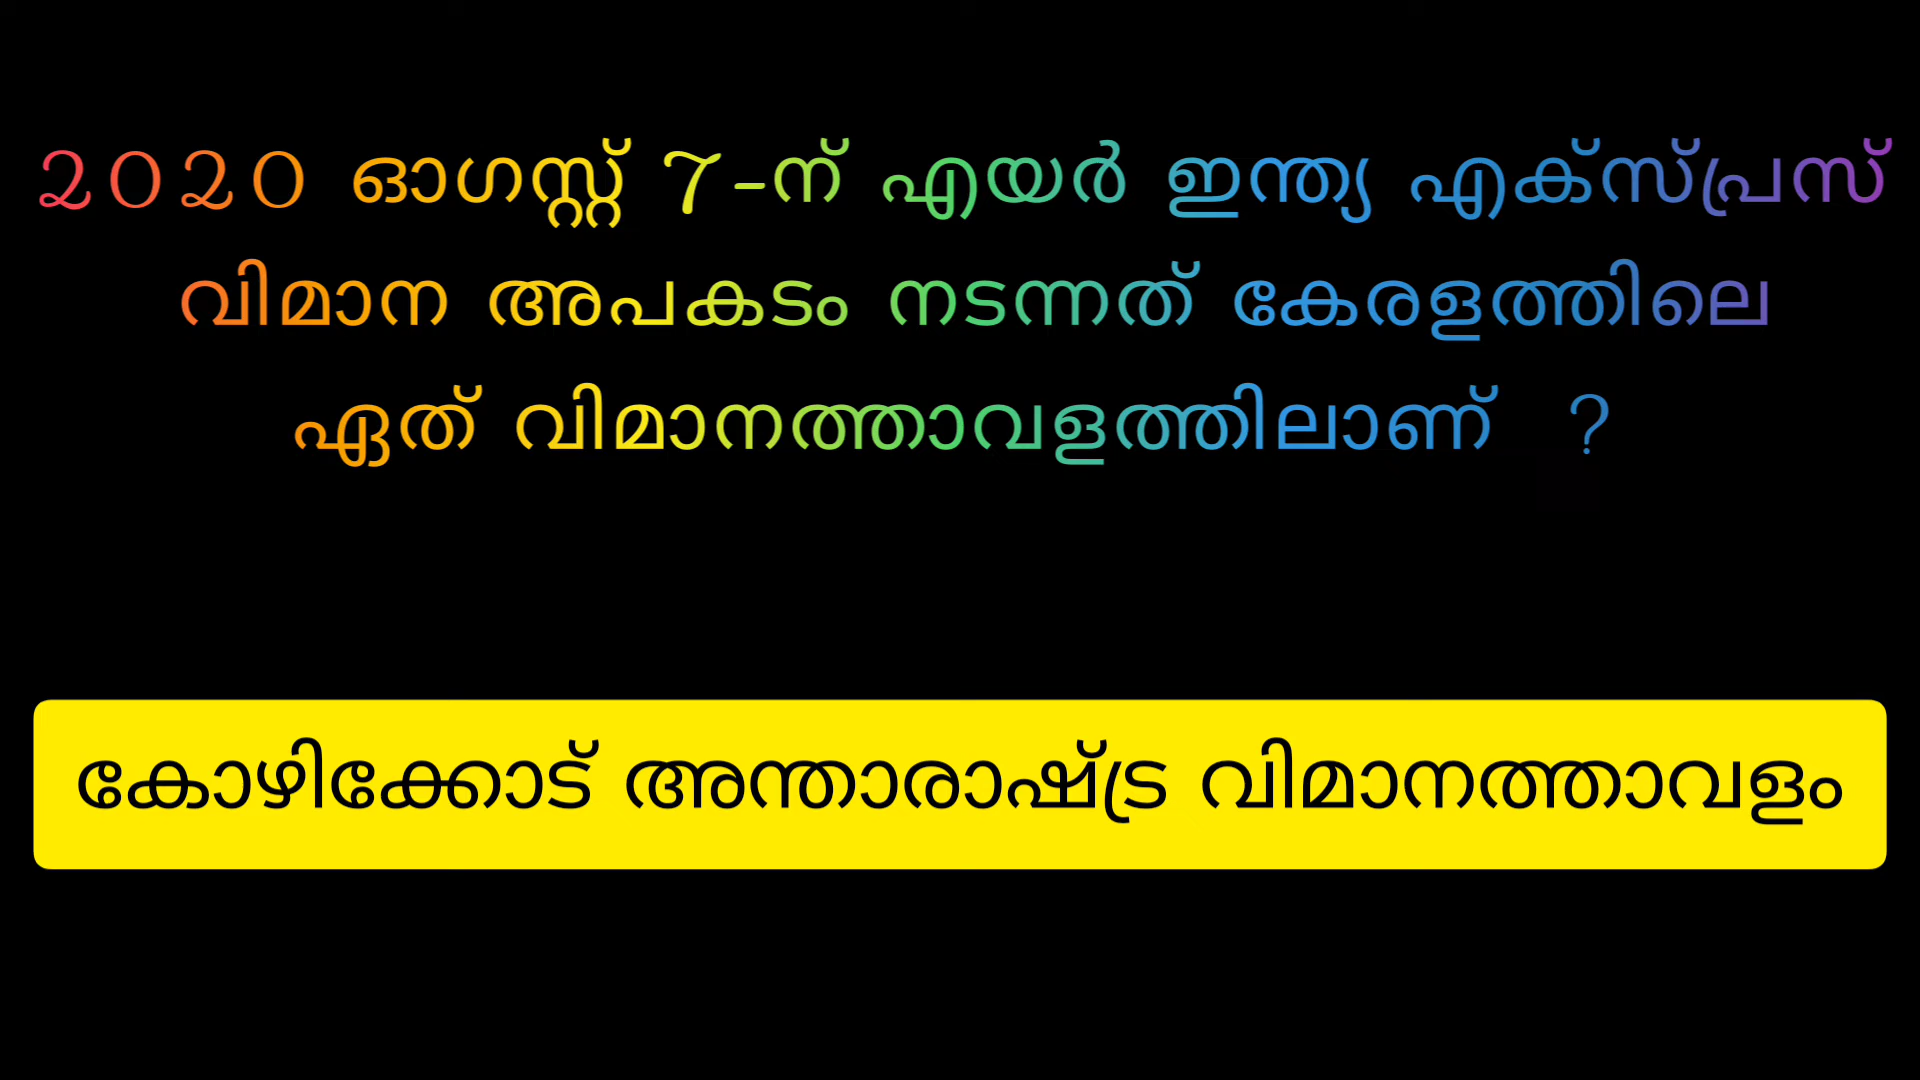 2020 ഓഗസ്റ്റ് 7-ന് എയർ ഇന്ത്യ എക്സ്പ്രസ്
വിമാന അപകടം നടന്നത് കേരളത്തിലെ
ഏത് വിമാനത്താവളത്തിലാണ് ?
കോഴിക്കോട് അന്താരാഷ്ട്ര വിമാനത്താവളം